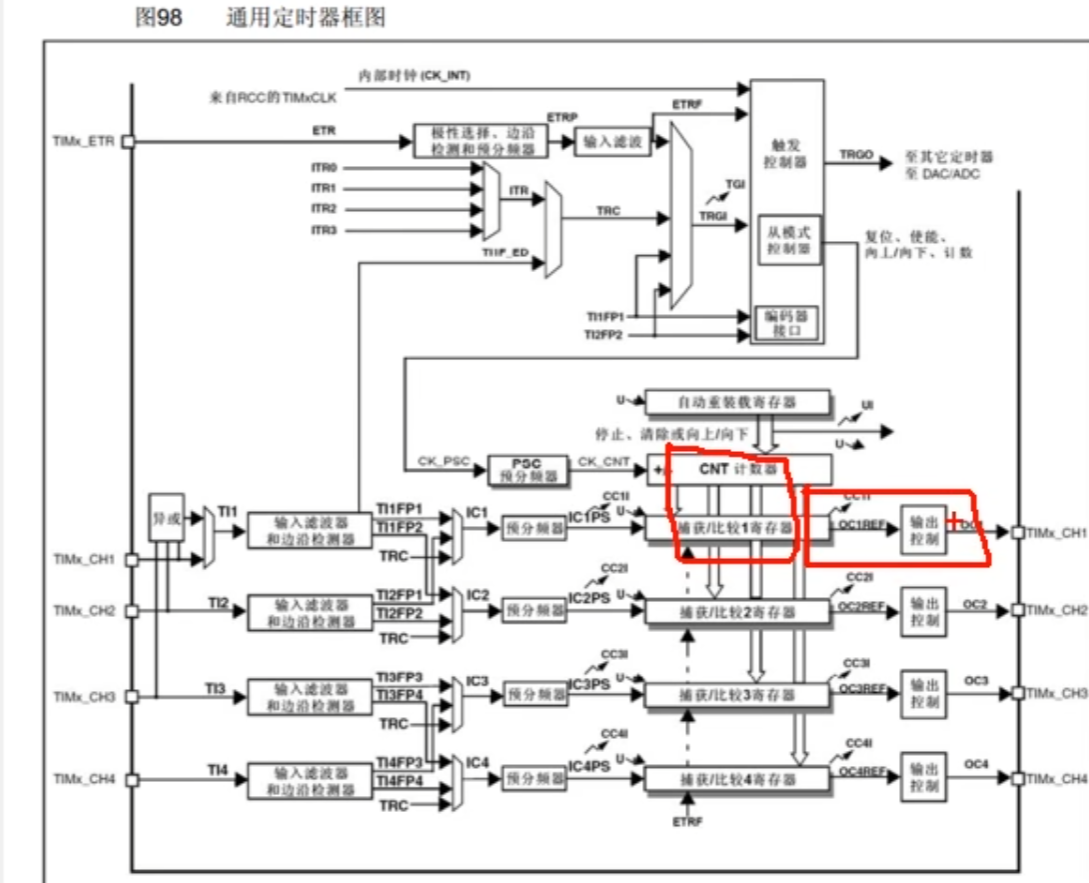 图98 通用定时器框图
内部时钟 (CK_INT)
来自RCC的TIMxCLK
ETRF
ETRP
TIMx_ETR
ETR
极性选择、边沿
检测和预分频器
输入滤波
触发
控制器
TRGO
至其它定时器
至 DAC/ADC
ITR0
ITR1
ITR2
ITR3
ITR
TRC
TGI
TRGI
从模式
控制器
复位、使能、
向上/向下、计数
TI1F_ED
TI1FP1
TI2FP2
编码器
接口
U
自动重装载寄存器
UI
停止、清除或向上/向下
U
CK_PSC
PSC
预分频器
CK_CNT
+/
CNT 计数器
异或
TI1
输入滤波器
和边沿检测器
TI1FP1
TI1FP2
TRC
IC1
预分频器
IC1PS
CC1I
U
捕获/比较1寄存器
CC1I
OC1REF
输出
控制
TIMx_CH1
TIMx_CH1
TIMx_CH2
TI2
输入滤波器
和边沿检测器
TI2FP1
TI2FP2
TRC
IC2
预分频器
IC2PS
CC2I
U
捕获/比较2寄存器
CC2I
OC2REF
输出
控制
OC2
TIMx_CH2
TIMx_CH3
TI3
输入滤波器
和边沿检测器
TI3FP3
TI3FP4
TRC
IC3
预分频器
IC3PS
CC3I
U
捕获/比较3寄存器
CC3I
OC3REF
输出
控制
OC3
TIMx_CH3
TIMx_CH4
TI4
输入滤波器
和边沿检测器
TI4FP3
TI4FP4
TRC
IC4
预分频器
IC4PS
CC4I
U
捕获/比较4寄存器
CC4I
OC4REF
输出
控制
OC4
TIMx_CH4
ETRF